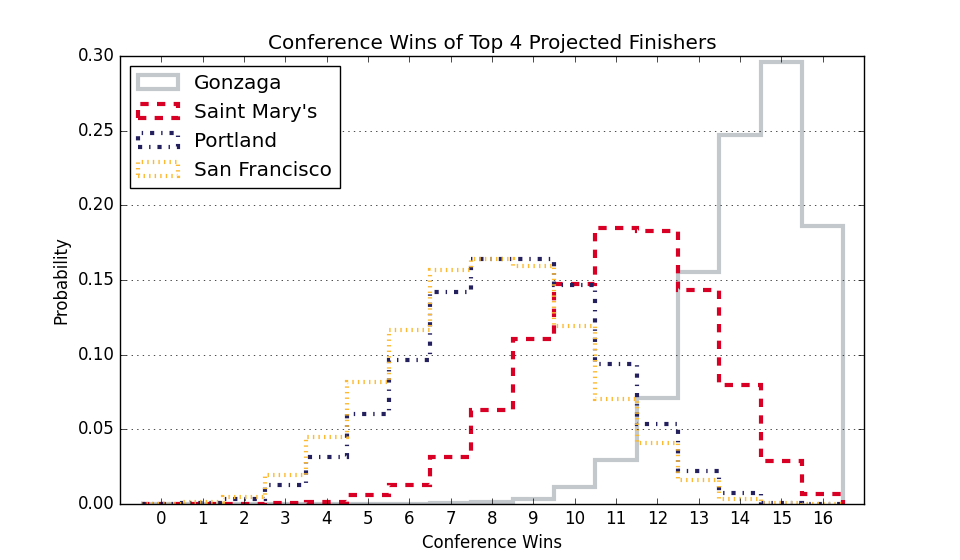 Conference Wins of Top 4 Projected Finishers
0.30
0.25
0.20
0.15
0.10
0.05
0.00
Probability
Gonzaga
Saint Mary's
Portland
San Francisco
0 1 2 3 4 5 6 7 8 9 10 11 12 13 14 15 16
Conference Wins